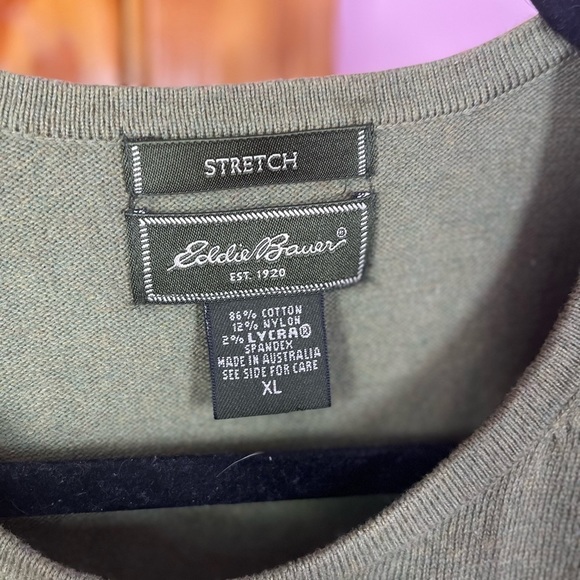 STRETCH
Eddie Bauer®
EST. 1920
86% COTTON
12% NYLON
2% LYCRA®
SPANDEX
MADE IN AUSTRALIA
SEE SIDE FOR CARE
XL